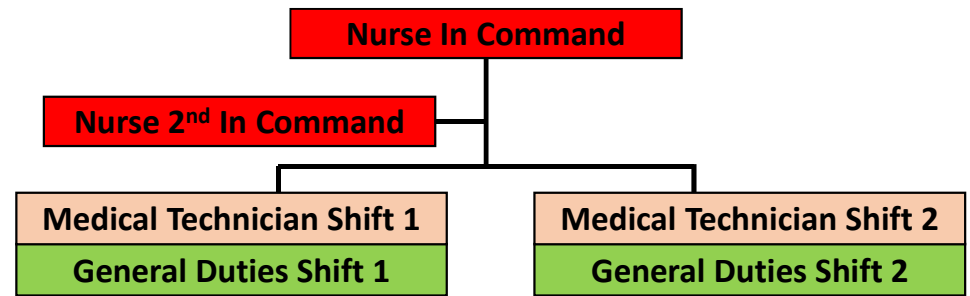 Nurse In Command
Nurse 2nd In Command
Medical Technician Shift 1
General Duties Shift 1
Medical Technician Shift 2
General Duties Shift 2